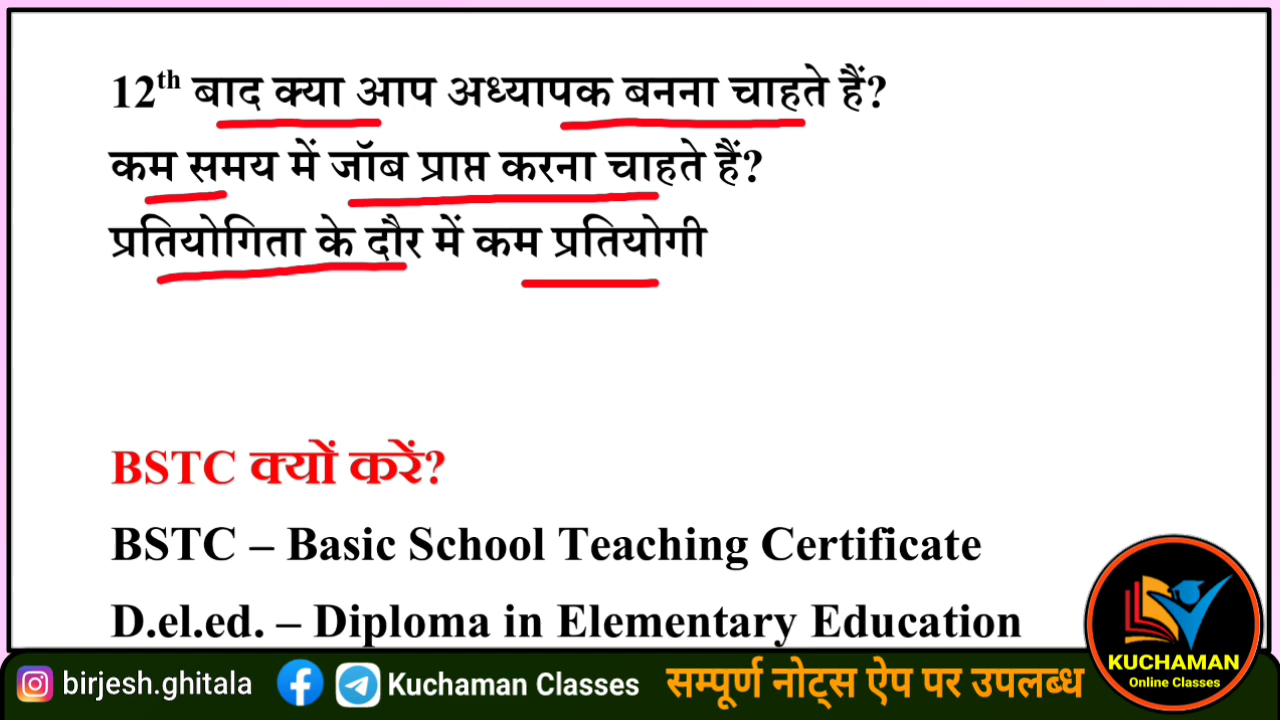 12th बाद क्या आप अध्यापक बनना चाहते हैं?
कम समय में जॉब प्राप्त करना चाहते हैं?
प्रतियोगिता के दौर में कम प्रतियोगी
BSTC क्यों करें?
BSTC – Basic School Teaching Certificate
D.el.ed. – Diploma in Elementary Education
KUCHAMAN
Online Classes
birjesh.ghitala
Kuchaman Classes
सम्पूर्ण नोट्स ऐप पर उपलब्ध